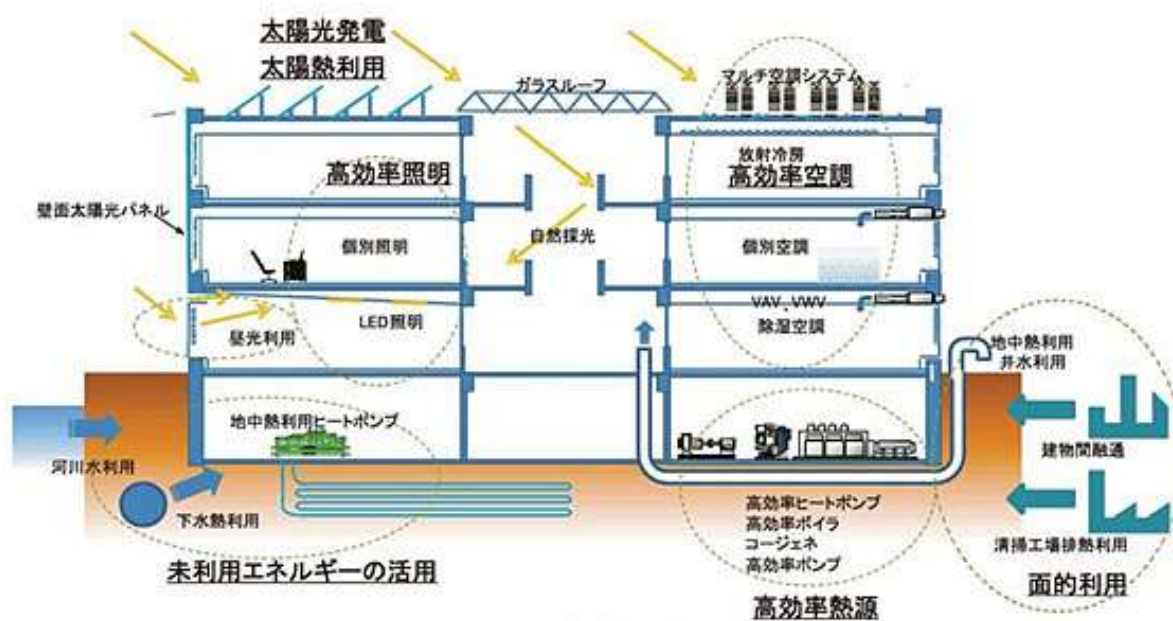 太陽光発電
太陽熱利用
ガラスルーフ
マルチ空調システム
放射冷房
高効率照明
高効率空調
壁面太陽光パネル
個別照明
自然採光
個別空調
VAV、VWV
除湿空調
LED照明
昼光利用
地中熱利用
井水利用
地中熱利用ヒートポンプ
河川水利用
建物間融通
下水熱利用
高効率ヒートポンプ
高効率ボイラ
コージェネ
高効率ポンプ
清掃工場排熱利用
未利用エネルギーの活用
高効率熱源
面的利用